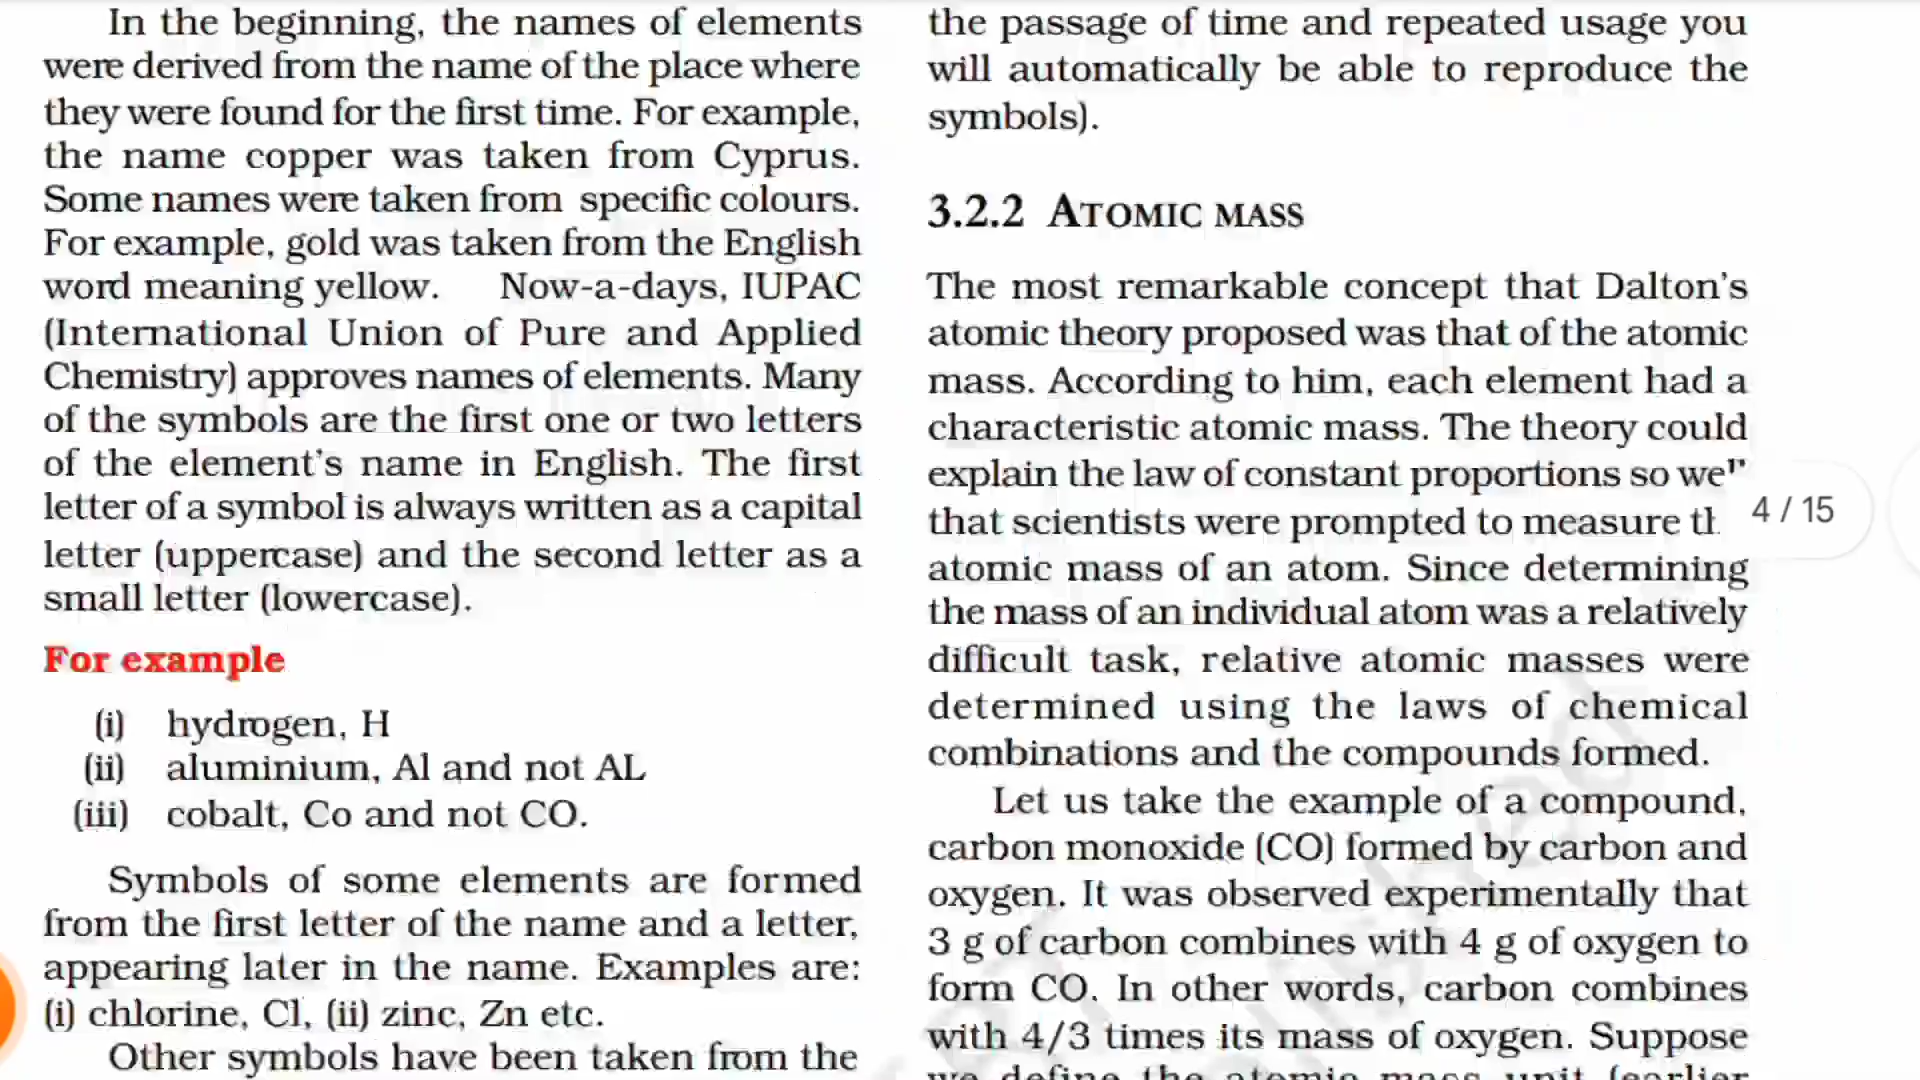 In the beginning, the names of elements
were derived from the name of the place where
they were found for the first time. For example,
the name copper was taken from Cyprus.
Some names were taken from specific colours.
For example, gold was taken from the English
word meaning yellow. Now-a-days, IUPAC
(International Union of Pure and Applied
Chemistry) approves names of elements. Many
of the symbols are the first one or two letters
of the element's name in English. The first
letter of a symbol is always written as a capital
letter (uppercase) and the second letter as a
small letter (lowercase).
For example
(i) hydrogen, H
(ii) aluminium, Al and not AL
(iii) cobalt, Co and not CO.
Symbols of some elements are formed
from the first letter of the name and a letter,
appearing later in the name. Examples are:
(i) chlorine, Cl, (ii) zinc, Zn etc.
Other symbols have been taken from the
the passage of time and repeated usage you
will automatically be able to reproduce the
symbols).
3.2.2 ATOMIC MASS
The most remarkable concept that Dalton's
atomic theory proposed was that of the atomic
mass. According to him, each element had a
characteristic atomic mass. The theory could
explain the law of constant proportions so
that scientists were prompted to measure
atomic mass of an atom. Since determining
the mass of an individual atom was a relatively
difficult task, relative atomic masses were
determined using the laws of chemical
combinations and the compounds formed.
Let us take the example of a compound,
carbon monoxide (CO) formed by carbon and
oxygen. It was observed experimentally that
3 g of carbon combines with 4 g of oxygen to
form CO. In other words, carbon combines
with 4/3 times its mass of oxygen. Suppose
we define the atomic mass unit (earlier
4 / 15